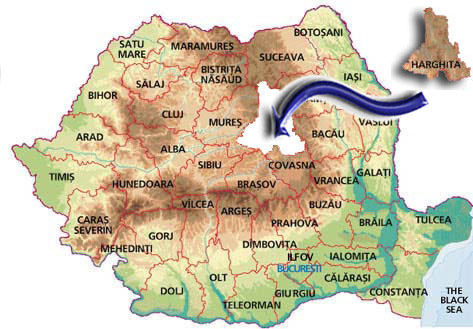 BOTOȘANI
SATU
MARE
MARAMUREȘ
SUCEAVA
HARGHITA
BISTRIȚA
NĂSĂUD
IAȘI
SĂLAJ
BIHOR
CLUJ
MUREȘ
VASLUI
ARAD
BACĂU
ALBA
SIBIU
COVASNA
TIMIȘ
HUNEDOARA
BRASOV
VRANCEA
GALAȚI
CARAȘ
SEVERIN
VÎLCEA
ARGEȘ
BUZĂU
BRĂILA
TULCEA
PRAHOVA
GORJ
MEHEDINȚI
DÎMBOVIȚA
ILFOV
IALOMIȚA
BUCUREȘTI
OLT
CĂLĂRAȘI
DOLJ
GIURGIU
CONSTANȚA
TELEORMAN
THE
BLACK
SEA